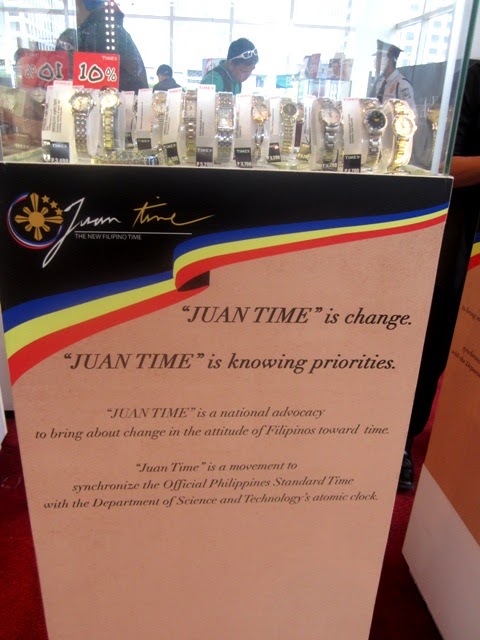 TIMEX
10%
Juan time
THE NEW FILIPINO TIME
“JUAN TIME” is change.
“JUAN TIME” is knowing priorities.
“JUAN TIME” is a national advocacy
to bring about change in the attitude of Filipinos toward time.
“Juan Time” is a movement to
synchronize the Official Philippines Standard Time
with the Department of Science and Technology’s atomic clock.